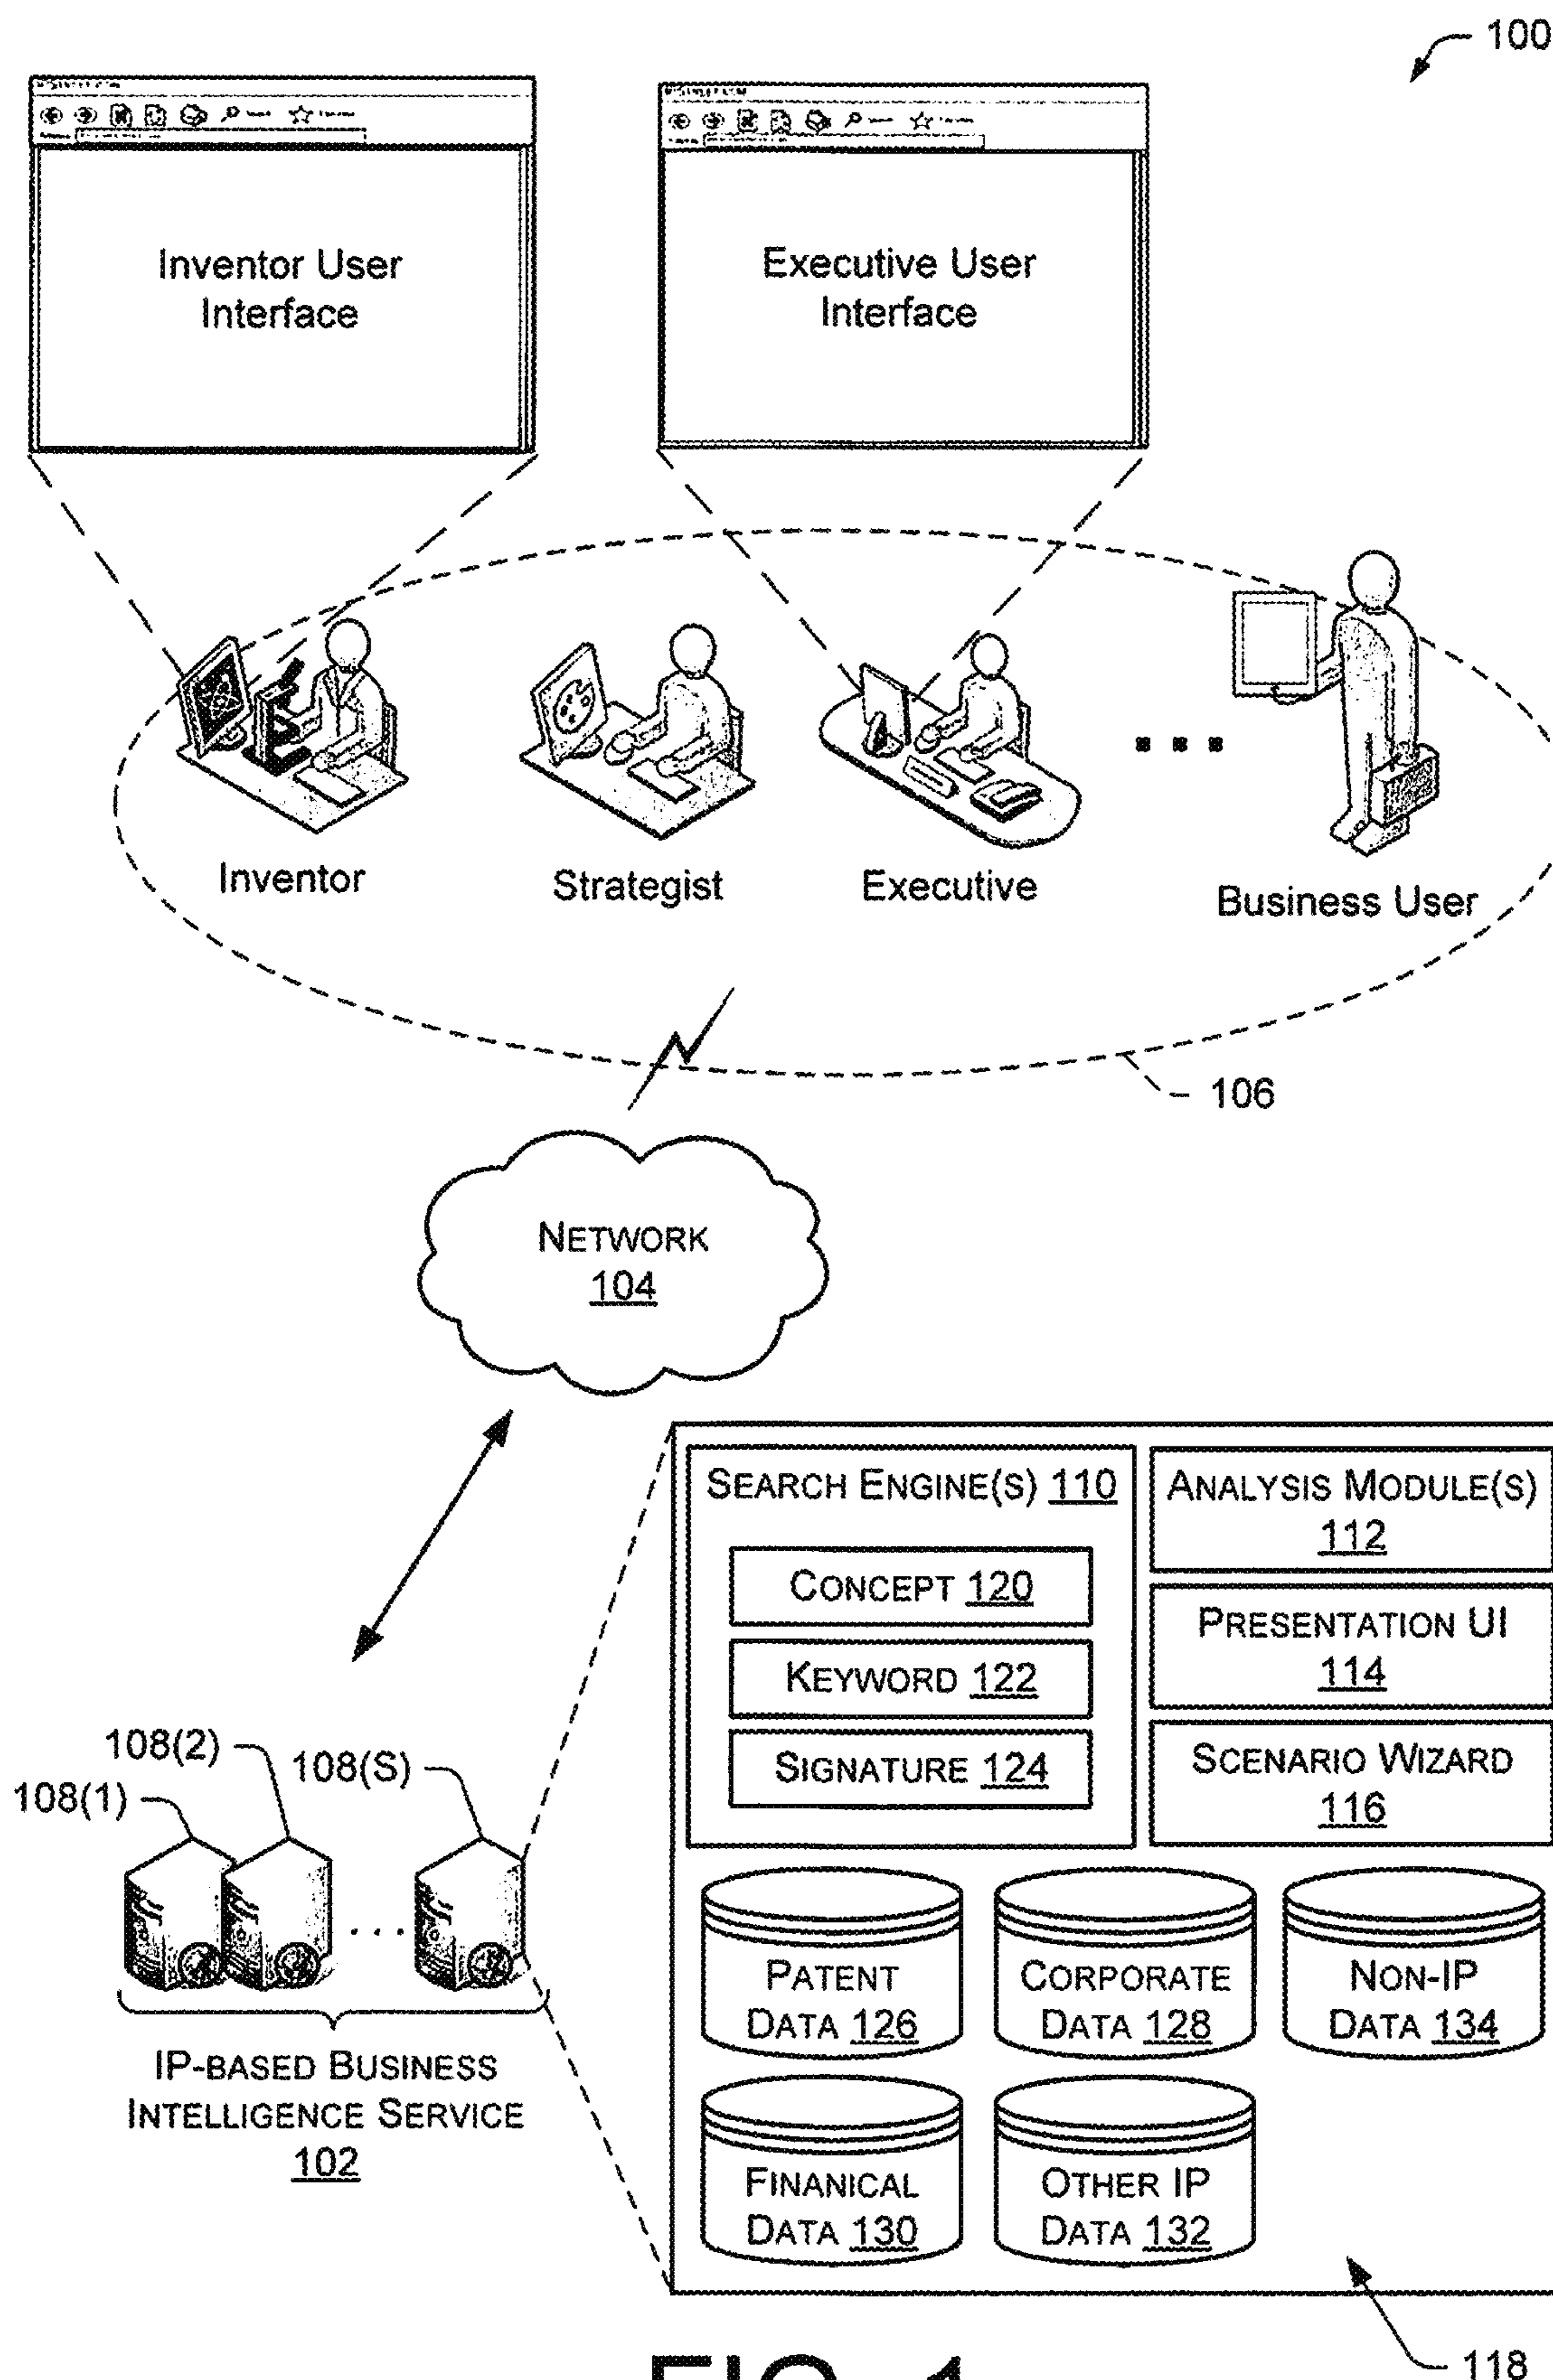 100
Inventor User
Interface
Executive User
Interface
Inventor
Strategist
Executive
Business User
106
NETWORK
104
SEARCH ENGINE(S) 110
CONCEPT 120
KEYWORD 122
SIGNATURE 124
ANALYSIS MODULE(S)
112
PRESENTATION UI
114
SCENARIO WIZARD
116
108(1)
108(2)
108(S)
IP-BASED BUSINESS
INTELLIGENCE SERVICE
102
PATENT
DATA 126
CORPORATE
DATA 128
NON-IP
DATA 134
FINANICAL
DATA 130
OTHER IP
DATA 132
118
FIG. 1